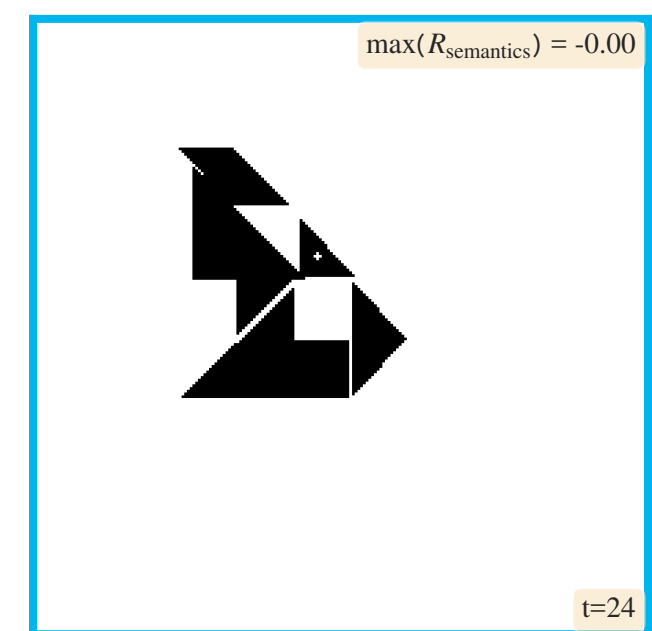 max(R_semantics) = -0.00
t=24